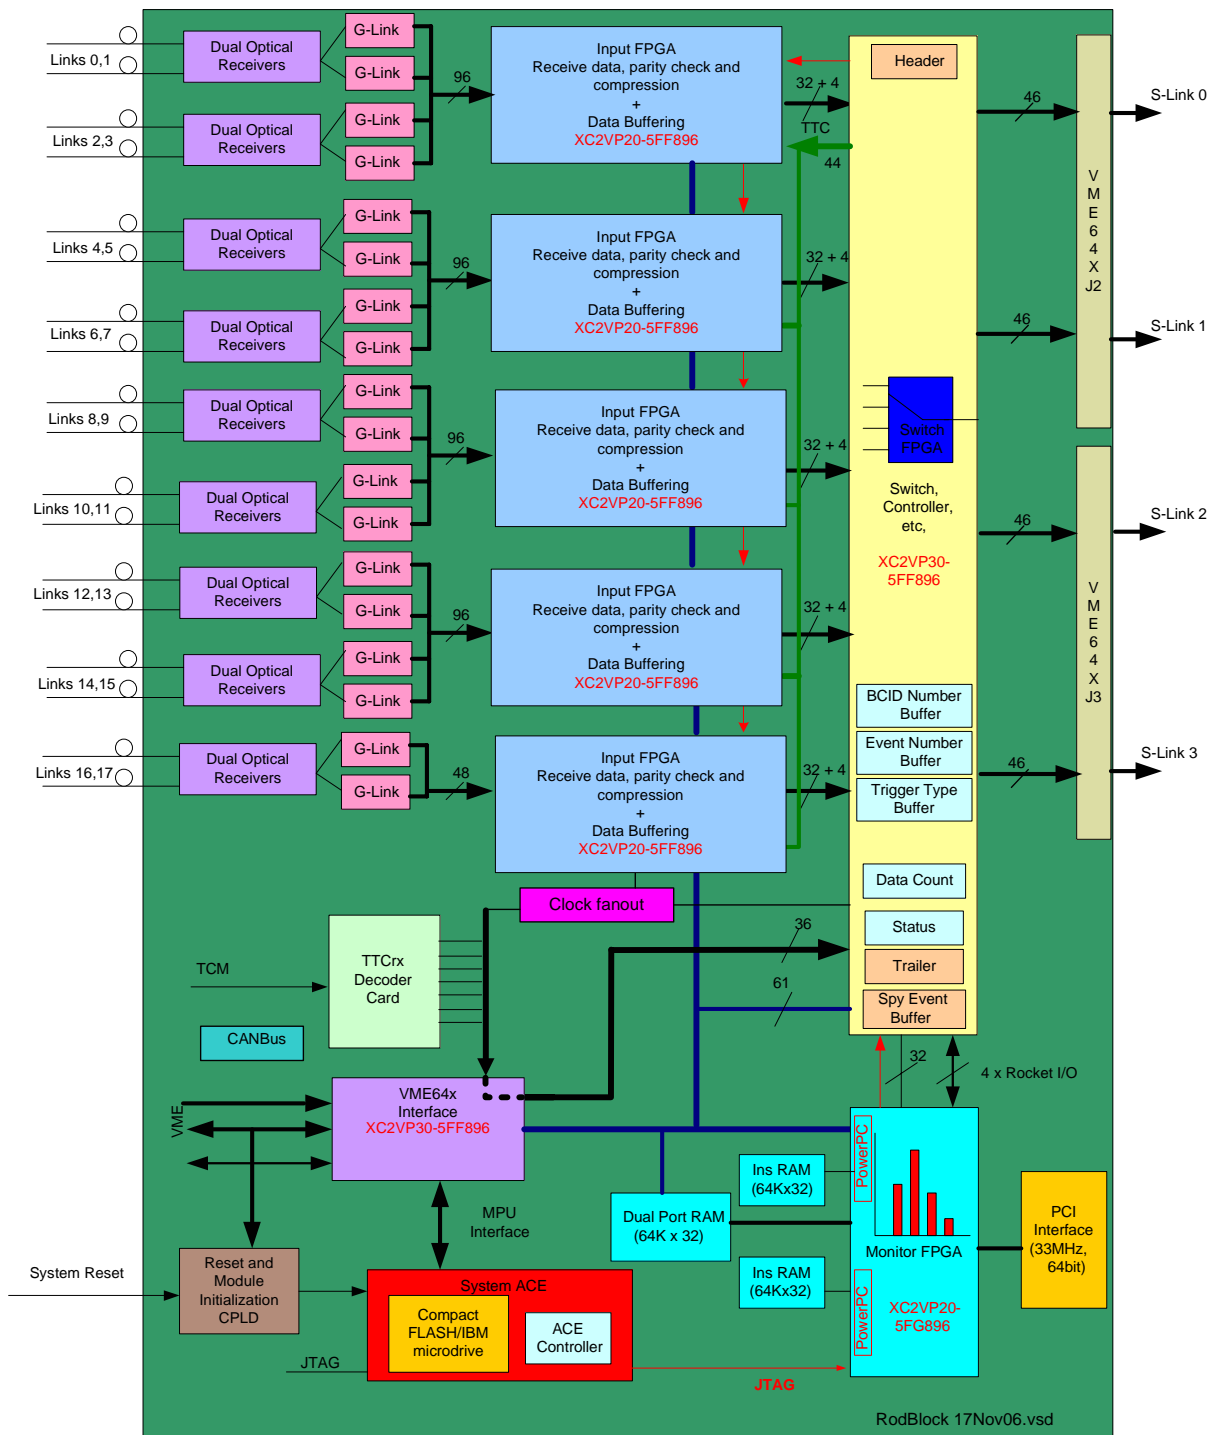 Links 0,1
Dual Optical
Receivers
G-Link
G-Link
96
Input FPGA
Receive data, parity check and
compression
+
Data Buffering
XC2VP20-5FF896
32 + 4
TTC
44
Header
46
S-Link 0
Links 2,3
Dual Optical
Receivers
G-Link
G-Link
V
M
E
6
4
X
J2
Links 4,5
Dual Optical
Receivers
G-Link
G-Link
96
Input FPGA
Receive data, parity check and
compression
+
Data Buffering
XC2VP20-5FF896
32 + 4
46
S-Link 1
Links 6,7
Dual Optical
Receivers
G-Link
G-Link
Links 8,9
Dual Optical
Receivers
G-Link
G-Link
96
Input FPGA
Receive data, parity check and
compression
+
Data Buffering
XC2VP20-5FF896
32 + 4
Switch
FPGA
Switch,
Controller,
etc,
XC2VP30-
5FF896
46
S-Link 2
Links 10,11
Dual Optical
Receivers
G-Link
G-Link
Links 12,13
Dual Optical
Receivers
G-Link
G-Link
96
Input FPGA
Receive data, parity check and
compression
+
Data Buffering
XC2VP20-5FF896
32 + 4
V
M
E
6
4
X
J3
Links 14,15
Dual Optical
Receivers
G-Link
G-Link
BCID Number
Buffer
Event Number
Buffer
Trigger Type
Buffer
46
S-Link 3
Links 16,17
Dual Optical
Receivers
G-Link
G-Link
48
Input FPGA
Receive data, parity check and
compression
+
Data Buffering
XC2VP20-5FF896
32 + 4
Data Count
Status
Trailer
Spy Event
Buffer
Clock fanout
36
61
TCM
TTCrx
Decoder
Card
CANBus
32
4 x Rocket I/O
VME
VME64x
Interface
XC2VP30-5FF896
MPU
Interface
Ins RAM
(64Kx32)
Dual Port RAM
(64K x 32)
Ins RAM
(64Kx32)
PowerPC
Monitor FPGA
PowerPC
XC2VP20-
5FG896
PCI
Interface
(33MHz,
64bit)
System Reset
Reset and
Module
Initialization
CPLD
System ACE
Compact
FLASH/IBM
microdrive
ACE
Controller
JTAG
JTAG
RodBlock 17Nov06.vsd